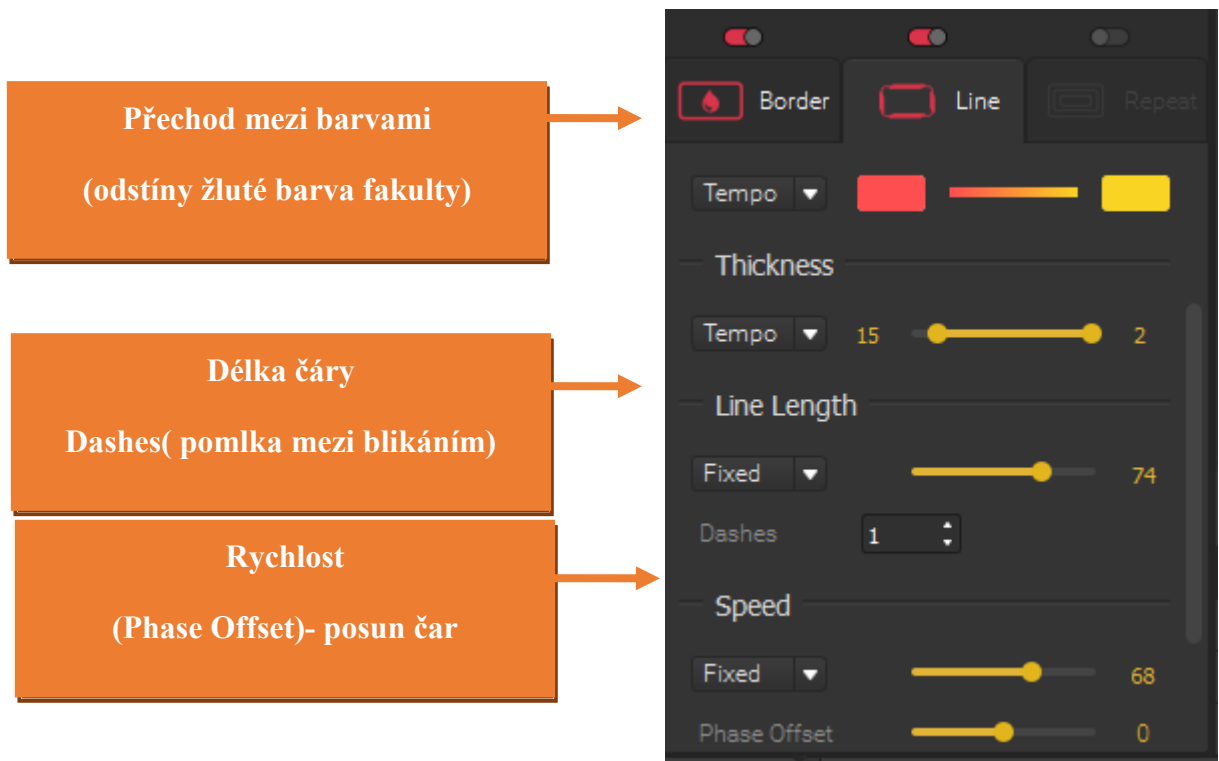 Přechod mezi barvami
(odstíny žluté barva fakulty)
Délka čáry
Dashes( pomlka mezi blikáním)
Rychlost
(Phase Offset)- posun čar
Border
Line
Repeat
Tempo
Thickness
Tempo 15 2
Line Length
Fixed 74
Dashes 1
Speed
Fixed 68
Phase Offset 0